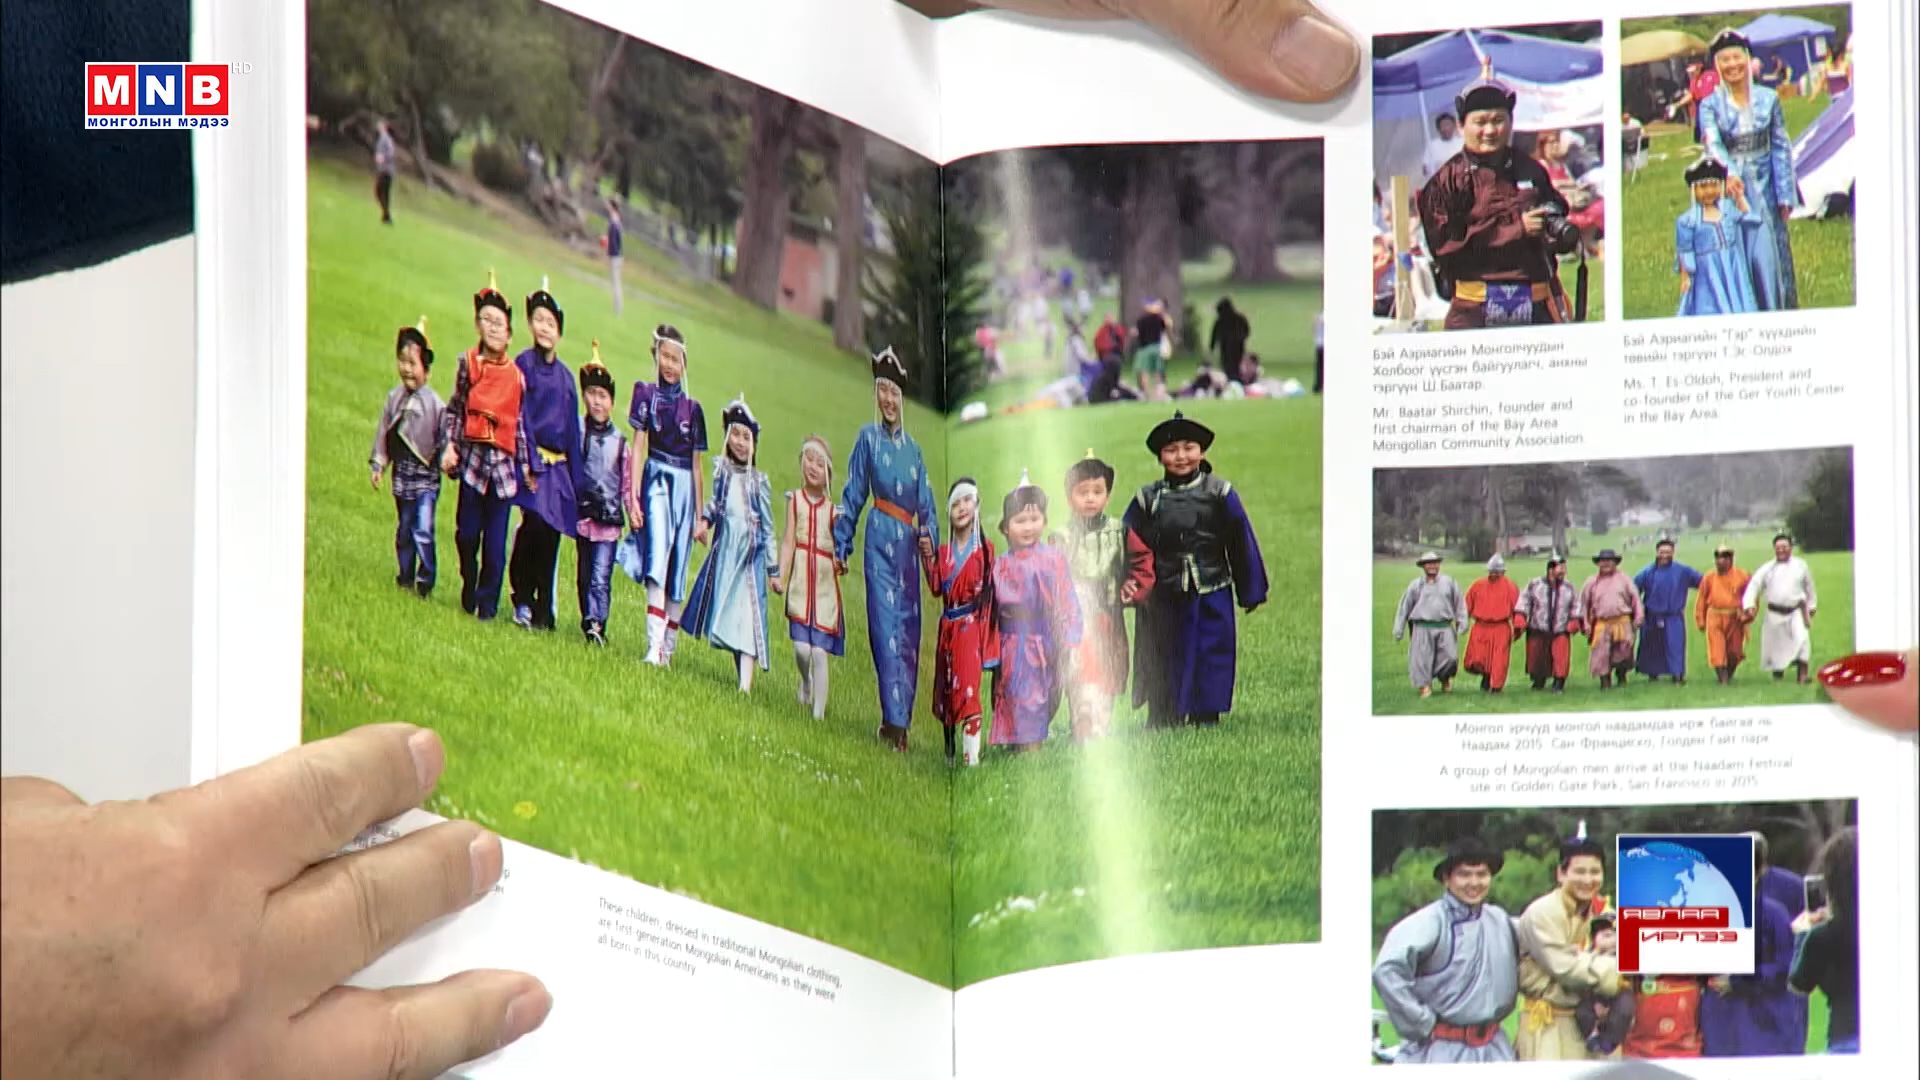 MNB HD
МОНГОЛЫН МЭДЭЭ
Бэй Аэриагийн Монголчуудын
Холбоог үүсгэн байгуулагч, анхны
тэргүүн Ш.Баатар.
Mr. Baatar Shirchin, founder and
first chairman of the Bay Area
Mongolian Community Association
Бэй Аэриагийн "Гэр" хүүхдийн
төвийн тэргүүн Т.Эс-Олдох
Ms. T. Es-Oldoh, President and
co-founder of the Ger Youth Center
in the Bay Area.
Монгол эрчүүд монгол наадамдаа ирж байгаа нь
Наадам 2015. Сан-Франциско, Голден Гэйт парк
A group of Mongolian men arrive at the Naadam festival
site in Golden Gate Park, San Francisco in 2015
These children, dressed in traditional Mongolian clothing,
are first-generation Mongolian Americans as they were
all born in this country
ЯВЛАА
ИРЛЭЭ